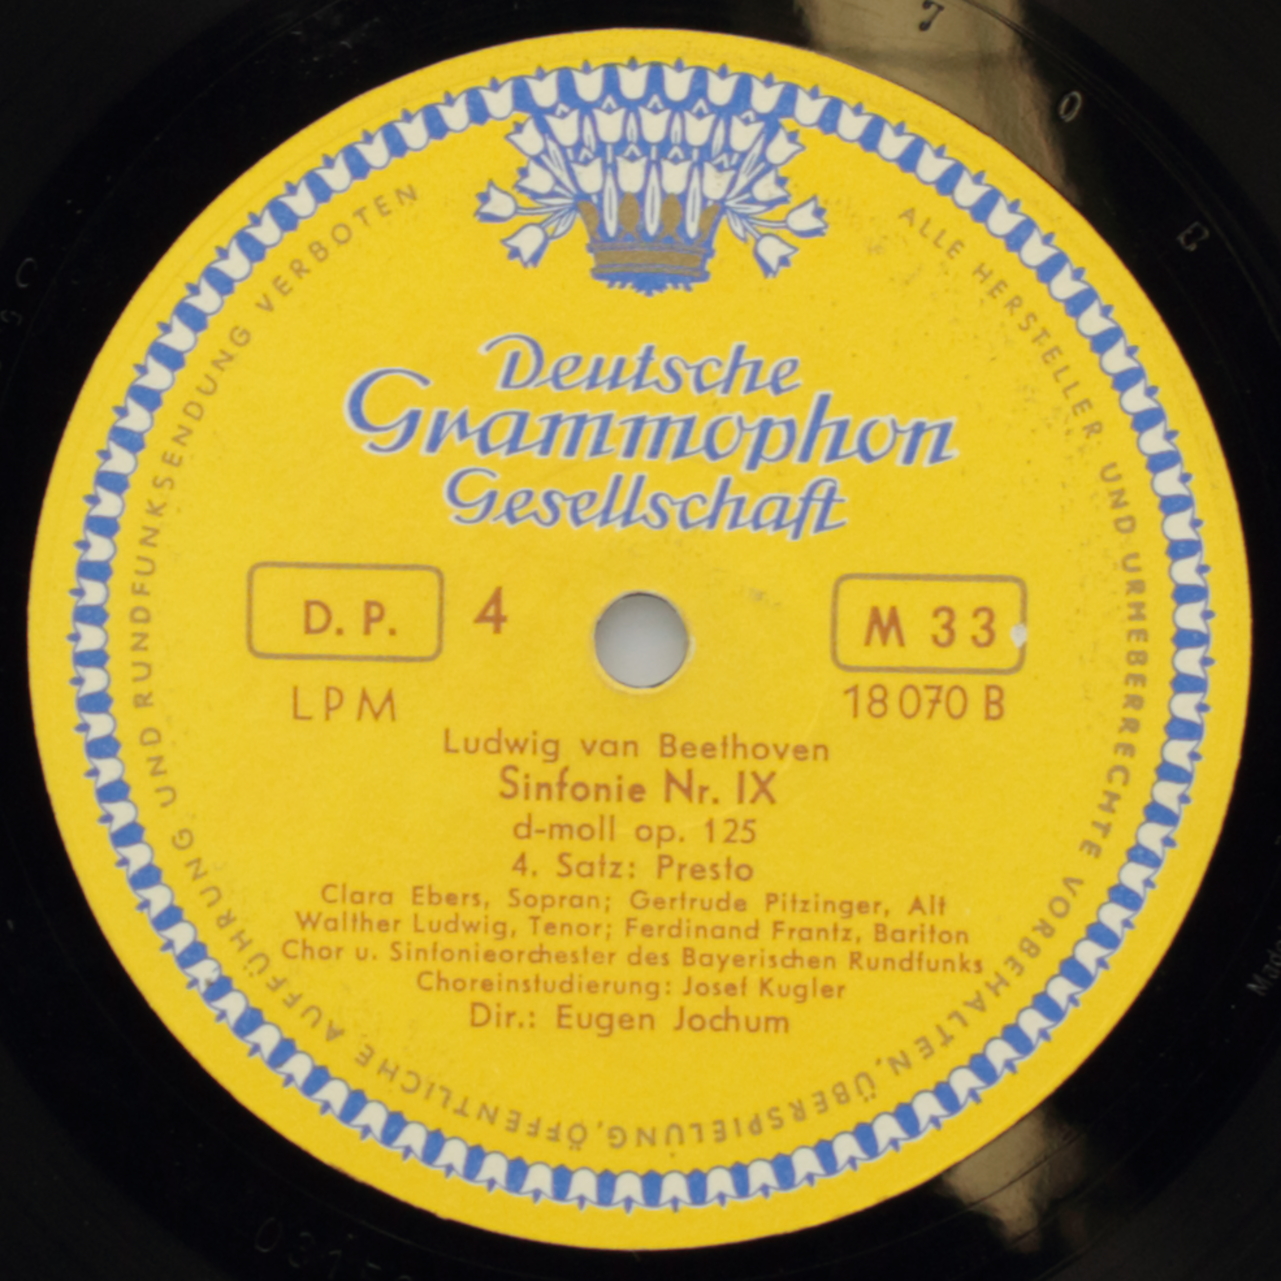 Deutsche
Grammophon
Gesellschaft
D. P. 4
M 33
LPM
18 070 B
Ludwig van Beethoven
Sinfonie Nr. IX
d-moll op. 125
4. Satz: Presto
Clara Ebers, Sopran; Gertrude Pitzinger, Alt
Walther Ludwig, Tenor; Ferdinand Frantz, Bariton
Chor u. Sinfonieorchester des Bayerischen Rundfunks
Choreinstudierung: Josef Kugler
Dir.: Eugen Jochum
ALLE HERSTELLER UND URHEBERRECHTE VORBEHALTEN, ÜBERSPIELUNG, ÖFFENTLICHE AUFFÜHRUNG UND RUNDFUNKSENDUNG VERBOTEN
7 0 B